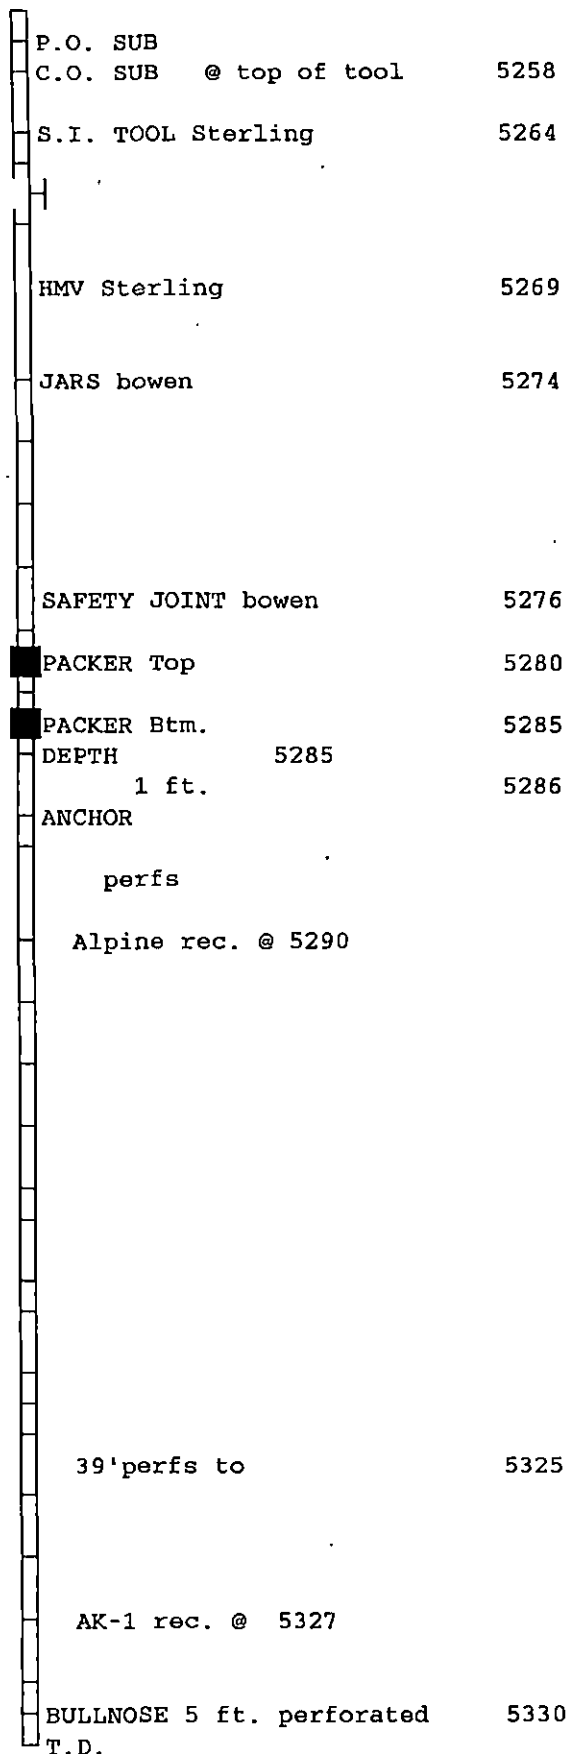 P.O. SUB
C.O. SUB @ top of tool 5258
S.I. TOOL Sterling 5264
HMV Sterling 5269
JARS bowen 5274
SAFETY JOINT bowen 5276
PACKER Top 5280
PACKER Btm. 5285
DEPTH 5285
1 ft. 5286
ANCHOR
perfs
Alpine rec. @ 5290
39'perfs to 5325
AK-1 rec. @ 5327
BULLNOSE 5 ft. perforated 5330
T.D.